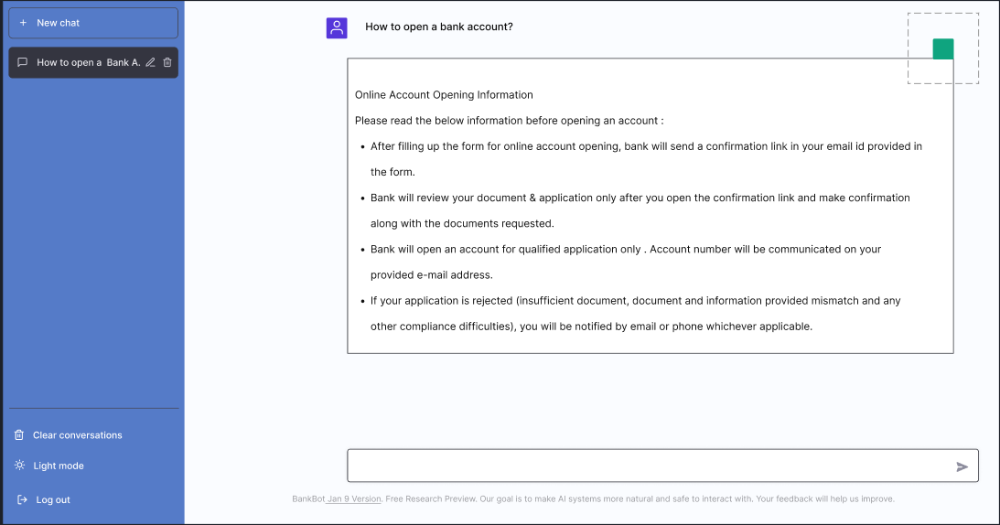 New chat
How to open a Bank A.
Clear conversations
Light mode
Log out
How to open a bank account?
Online Account Opening Information
Please read the below information before opening an account :
• After filling up the form for online account opening, bank will send a confirmation link in your email id provided in
the form.
• Bank will review your document & application only after you open the confirmation link and make confirmation
along with the documents requested.
• Bank will open an account for qualified application only . Account number will be communicated on your
provided e-mail address.
• If your application is rejected (insufficient document, document and information provided mismatch and any
other compliance difficulties), you will be notified by email or phone whichever applicable.
BankBot Jan 9 Version. Free Research Preview. Our goal is to make AI systems more natural and safe to interact with. Your feedback will help us improve.